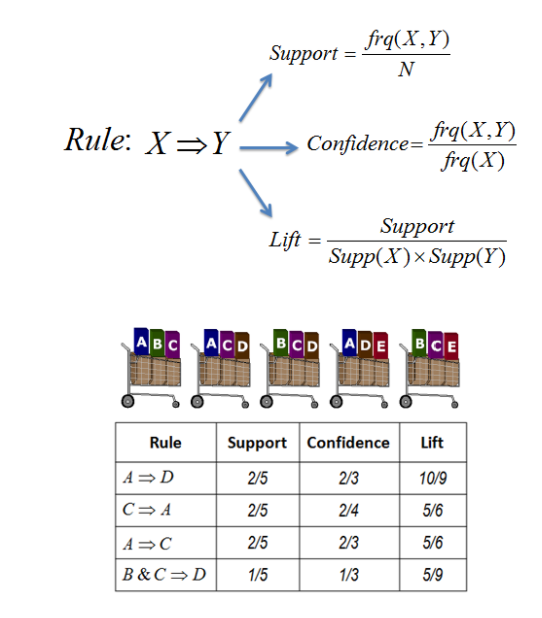 Support = frq(X,Y) / N
Rule: X ⇒ Y
Confidence= frq(X,Y) / frq(X)
Lift = Support / Supp(X) × Supp(Y)
A B C A C D B C D A D E B C E
Rule Support Confidence Lift
A ⇒ D 2/5 2/3 10/9
C ⇒ A 2/5 2/4 5/6
A ⇒ C 2/5 2/3 5/6
B & C ⇒ D 1/5 1/3 5/9